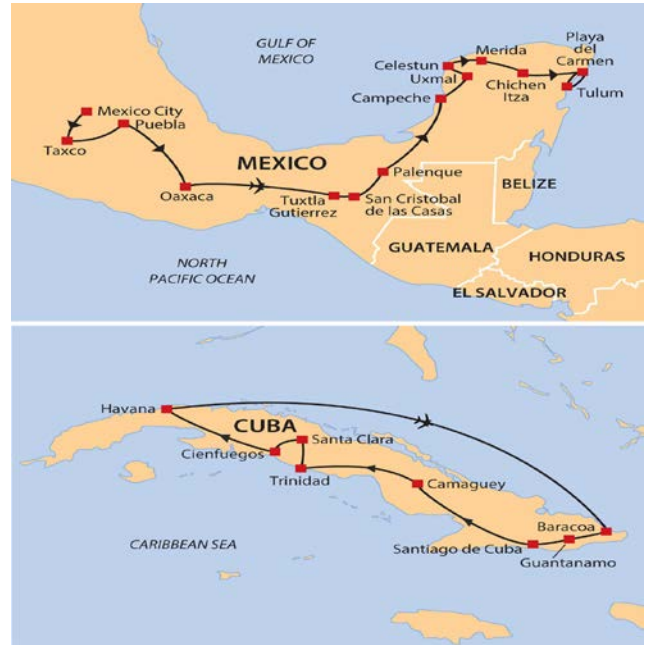 GULF OF
MEXICO
Playa
del
Carmen
Merida
Celestun
Uxmal
Chichen
Itza
Tulum
Campeche
Mexico City
Puebla
Taxco
MEXICO
Palenque
Oaxaca
Tuxtla
Gutierrez
San Cristobal
de las Casas
BELIZE
GUATEMALA
HONDURAS
EL SALVADOR
NORTH
PACIFIC OCEAN
Havana
CUBA
Santa Clara
Cienfuegos
Trinidad
Camaguey
Baracoa
CARIBBEAN SEA
Santiago de Cuba
Guantanamo